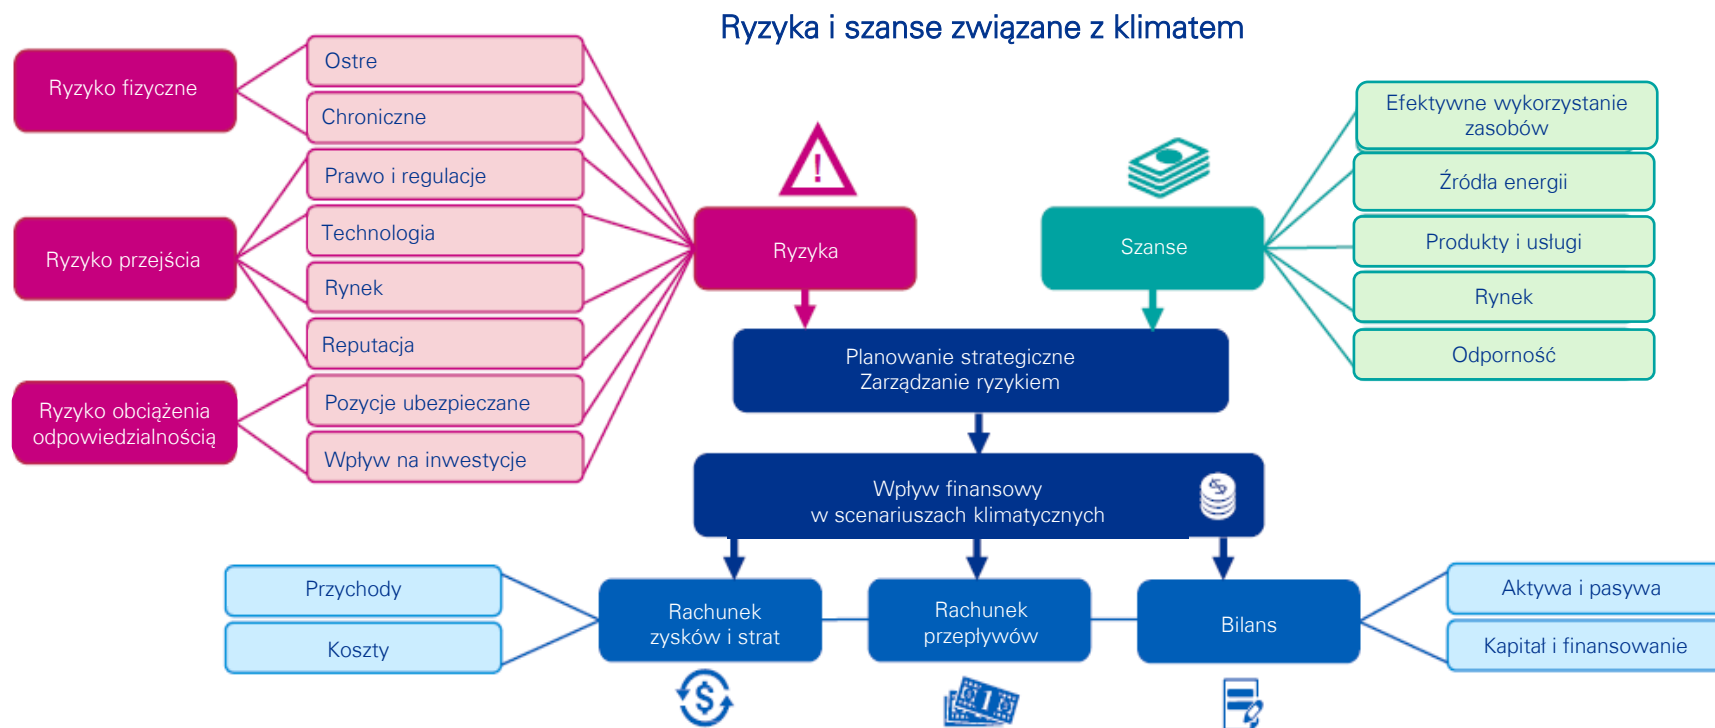 Ryzyka i szanse związane z klimatem
Ryzyko fizyczne
Ostre
Chroniczne
Ryzyko przejścia
Prawo i regulacje
Technologia
Rynek
Reputacja
Ryzyko obciążenia
odpowiedzialnością
Pozycje ubezpieczane
Wpływ na inwestycje
!
Ryzyka
Szanse
Efektywne wykorzystanie
zasobów
Źródła energii
Produkty i usługi
Rynek
Odporność
Planowanie strategiczne
Zarządzanie ryzykiem
Wpływ finansowy
w scenariuszach klimatycznych
$
Przychody
Koszty
Rachunek
zysków i strat
Rachunek
przepływów
Bilans
Aktywa i pasywa
Kapitał i finansowanie
$
1